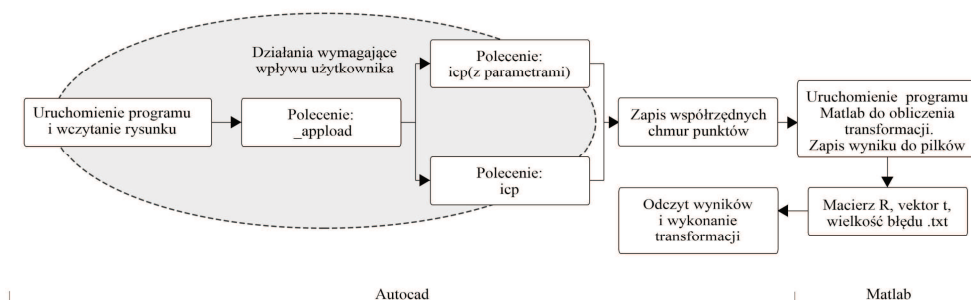 Działania wymagające
wpływu użytkownika
Uruchomienie programu
i wczytanie rysunku
Polecenie:
_appload
Polecenie:
icp(z parametrami)
Polecenie:
icp
Zapis współrzędnych
chmur punktów
Uruchomienie programu
Matlab do obliczenia
transformacji.
Zapis wyniku do pilków
Macierz R, vektor t,
wielkość błędu .txt
Odczyt wyników
i wykonanie
transformacji
Autocad
Matlab